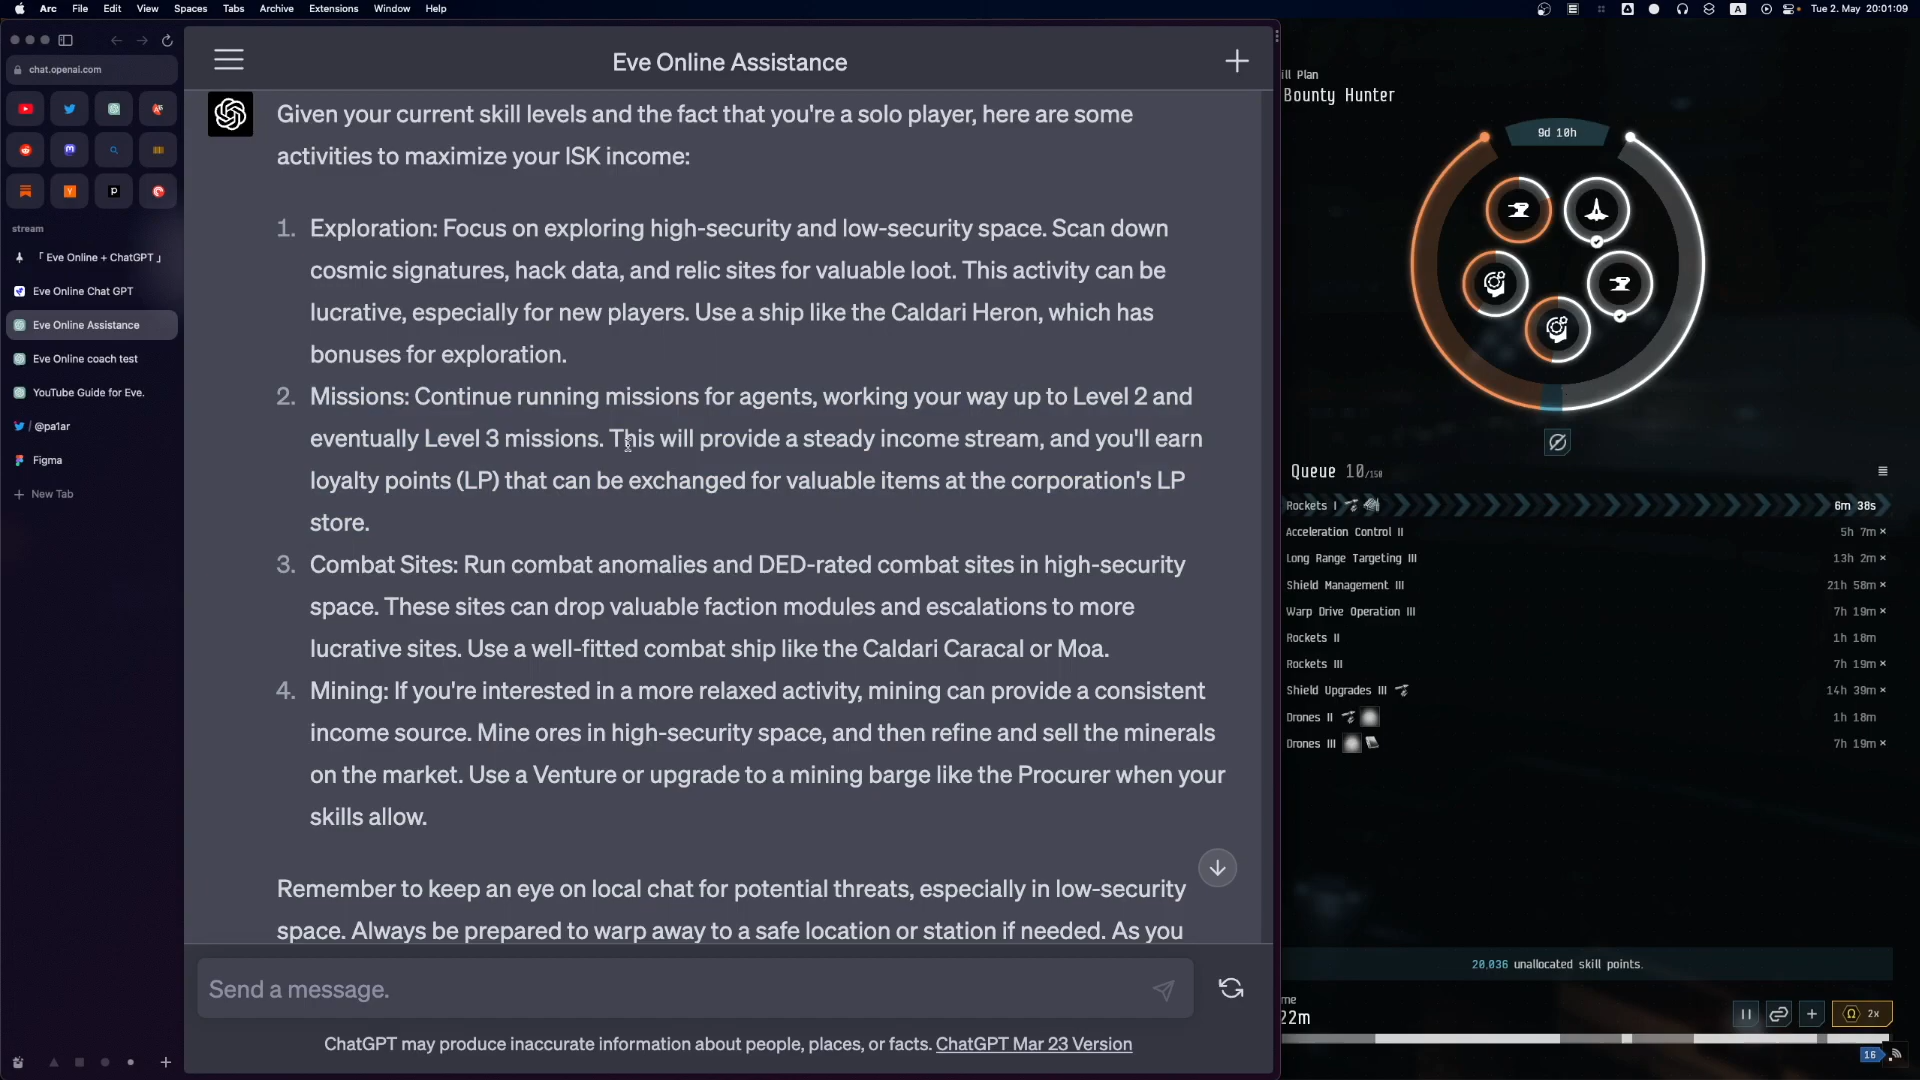 Arc File Edit View Spaces Tabs Archive Extensions Window Help
A Tue 2. May 20:01:09
chat.openai.com
stream
「 Eve Online + ChatGPT 」
Eve Online Chat GPT
Eve Online Assistance
Eve Online coach test
YouTube Guide for Eve.
/ @pa1ar
Figma
+ New Tab
Eve Online Assistance
Given your current skill levels and the fact that you're a solo player, here are some
activities to maximize your ISK income:
1. Exploration: Focus on exploring high-security and low-security space. Scan down
cosmic signatures, hack data, and relic sites for valuable loot. This activity can be
lucrative, especially for new players. Use a ship like the Caldari Heron, which has
bonuses for exploration.
2. Missions: Continue running missions for agents, working your way up to Level 2 and
eventually Level 3 missions. This will provide a steady income stream, and you'll earn
loyalty points (LP) that can be exchanged for valuable items at the corporation's LP
store.
3. Combat Sites: Run combat anomalies and DED-rated combat sites in high-security
space. These sites can drop valuable faction modules and escalations to more
lucrative sites. Use a well-fitted combat ship like the Caldari Caracal or Moa.
4. Mining: If you're interested in a more relaxed activity, mining can provide a consistent
income source. Mine ores in high-security space, and then refine and sell the minerals
on the market. Use a Venture or upgrade to a mining barge like the Procurer when your
skills allow.
Remember to keep an eye on local chat for potential threats, especially in low-security
space. Always be prepared to warp away to a safe location or station if needed. As you
Send a message.
ChatGPT may produce inaccurate information about people, places, or facts. ChatGPT Mar 23 Version
ill Plan
Bounty Hunter
9d 10h
Queue 10/150
Rockets I 6m 38s
Acceleration Control II 5h 7m ×
Long Range Targeting III 13h 2m ×
Shield Management III 21h 58m ×
Warp Drive Operation III 7h 19m ×
Rockets II 1h 18m
Rockets III 7h 19m ×
Shield Upgrades III 14h 39m ×
Drones II 1h 18m
Drones III 7h 19m ×
20,036 unallocated skill points.
me
22m
Ω 2x
16